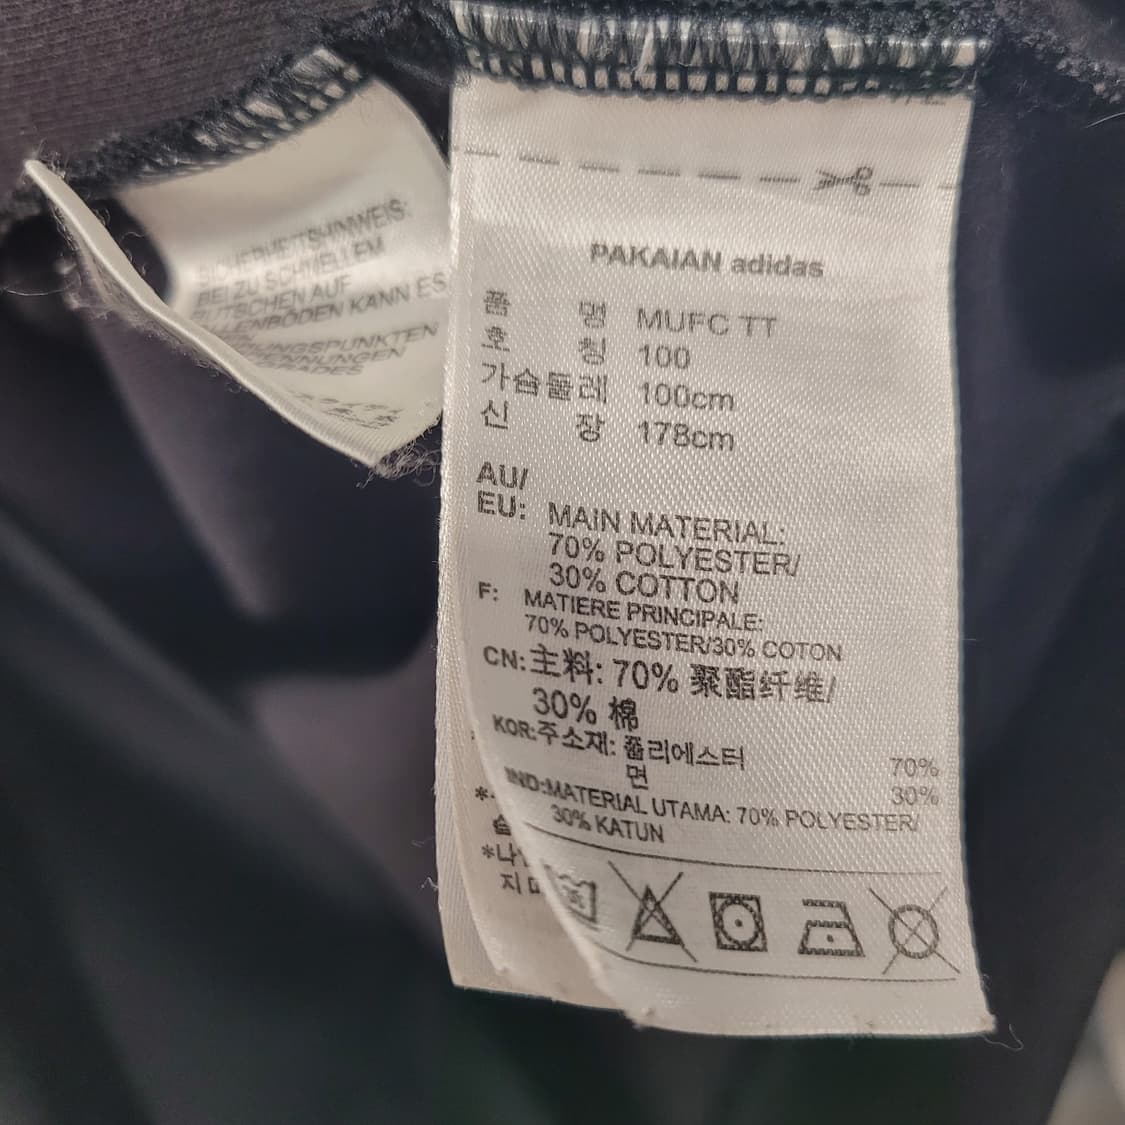 SICHERHEITSHINWEIS:
BEI ZU SCHNELLEM
RUTSCHEN AUF
KANN ES
PAKAIAN adidas
품 명 MUFC TT
호 칭 100
가슴둘레 100cm
신 장 178cm
AU/
EU: MAIN MATERIAL:
70% POLYESTER/
30% COTTON
F: MATIERE PRINCIPALE:
70% POLYESTER/30% COTON
CN:主料: 70% 聚酯纤维/
30% 棉
KOR:주소재: 폴리에스터 70%
면 30%
IND:MATERIAL UTAMA: 70% POLYESTER/
30% KATUN